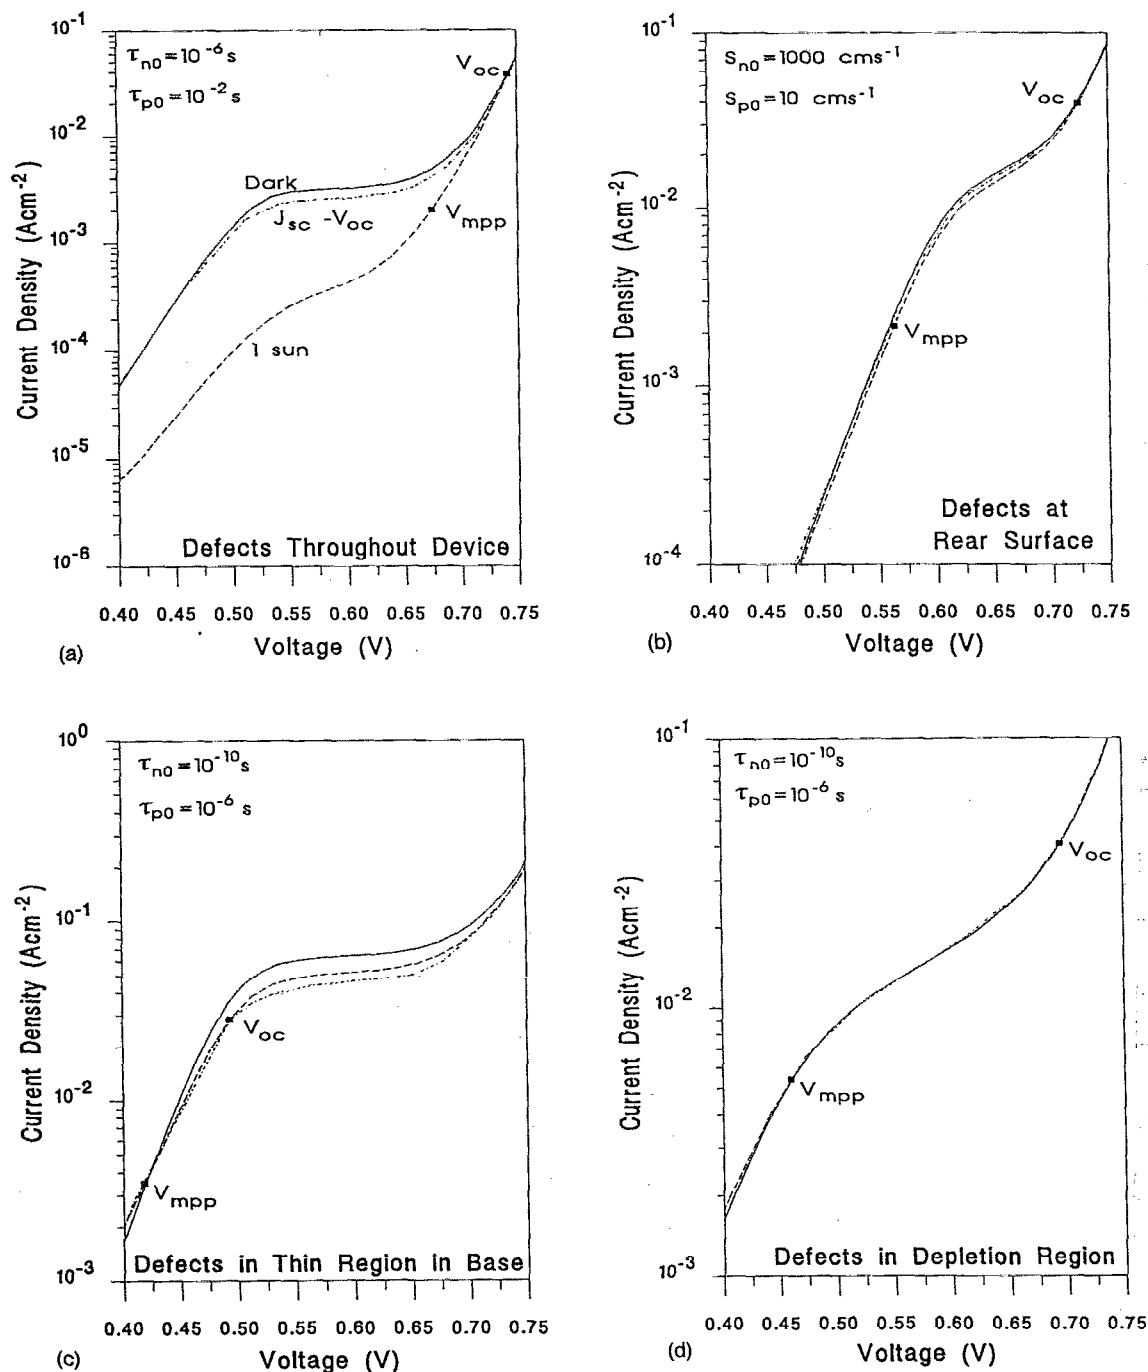 10⁻¹
τn0=10⁻⁶s
τp0=10⁻²s
Voc
10⁻²
Dark
Jsc -Voc
Vmpp
10⁻³
1 sun
10⁻⁴
10⁻⁵
10⁻⁶
Defects Throughout Device
Current Density (Acm⁻²)
0.40 0.45 0.50 0.55 0.60 0.65 0.70 0.75
Voltage (V)
(a)
10⁻¹
Sn0=1000 cms⁻¹
Sp0=10 cms⁻¹
Voc
10⁻²
Vmpp
10⁻³
Defects at
Rear Surface
10⁻⁴
Current Density (Acm⁻²)
0.40 0.45 0.50 0.55 0.60 0.65 0.70 0.75
Voltage (V)
(b)
10⁰
τn0=10⁻¹⁰s
τp0=10⁻⁶s
10⁻¹
Voc
10⁻²
Vmpp
Defects in Thin Region in Base
10⁻³
Current Density (Acm⁻²)
0.40 0.45 0.50 0.55 0.60 0.65 0.70 0.75
Voltage (V)
(c)
10⁻¹
τn0=10⁻¹⁰s
τp0=10⁻⁶s
Voc
10⁻²
Vmpp
Defects in Depletion Region
10⁻³
Current Density (Acm⁻²)
0.40 0.45 0.50 0.55 0.60 0.65 0.70 0.75
Voltage (V)
(d)